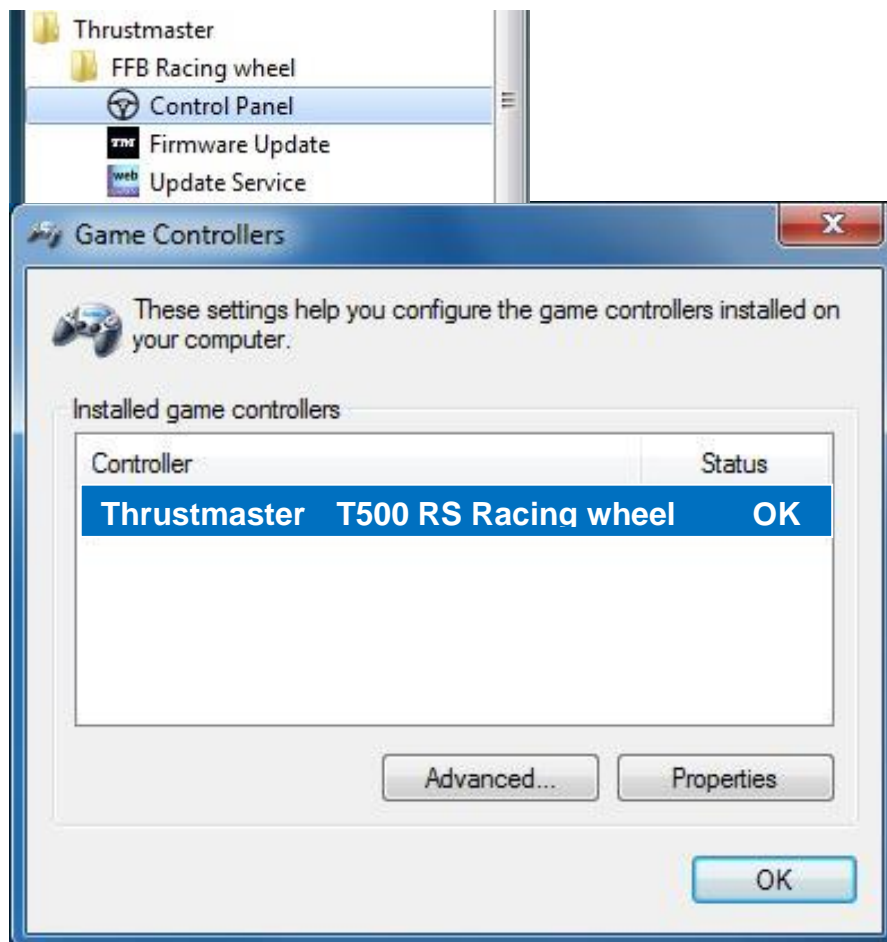 Thrustmaster
FFB Racing wheel
Control Panel
TM Firmware Update
web Update Service
Game Controllers
X
These settings help you configure the game controllers installed on
your computer.
Installed game controllers
Controller Status
Thrustmaster T500 RS Racing wheel OK
Advanced... Properties
OK